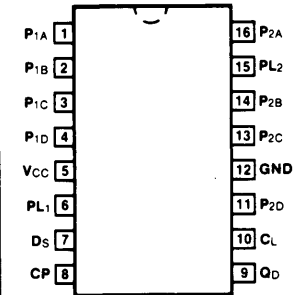 P1A 1 16 P2A
P1B 2 15 PL2
P1C 3 14 P2B
P1D 4 13 P2C
VCC 5 12 GND
PL1 6 11 P2D
DS 7 10 CL
CP 8 9 QD